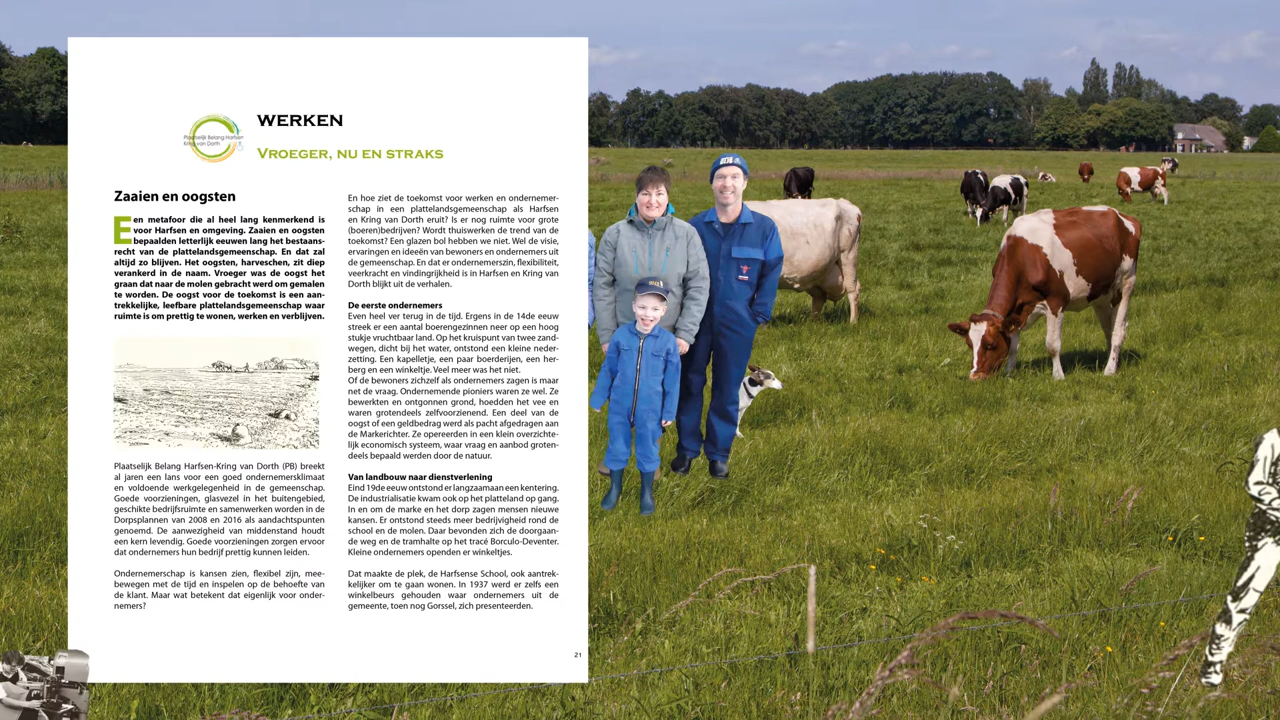 WERKEN
Plaatselijk Belang Harfsen
Kring van Dorth
VROEGER, NU EN STRAKS
Zaaien en oogsten
Een metafoor die al heel lang kenmerkend is
voor Harfsen en omgeving. Zaaien en oogsten
bepaalden letterlijk eeuwen lang het bestaans-
recht van de plattelandsgemeenschap. En dat zal
altijd zo blijven. Het oogsten, harveschen, zit diep
verankerd in de naam. Vroeger was de oogst het
graan dat naar de molen gebracht werd om gemalen
te worden. De oogst voor de toekomst is een aan-
trekkelijke, leefbare plattelandsgemeenschap waar
ruimte is om prettig te wonen, werken en verblijven.
Plaatselijk Belang Harfsen-Kring van Dorth (PB) breekt
al jaren een lans voor een goed ondernemersklimaat
en voldoende werkgelegenheid in de gemeenschap.
Goede voorzieningen, glasvezel in het buitengebied,
geschikte bedrijfsruimte en samenwerken worden in de
Dorpsplannen van 2008 en 2016 als aandachtspunten
genoemd. De aanwezigheid van middenstand houdt
een kern levendig. Goede voorzieningen zorgen ervoor
dat ondernemers hun bedrijf prettig kunnen leiden.
Ondernemerschap is kansen zien, flexibel zijn, mee-
bewegen met de tijd en inspelen op de behoefte van
de klant. Maar wat betekent dat eigenlijk voor onder-
nemers?
En hoe ziet de toekomst voor werken en ondernemer-
schap in een plattelandsgemeenschap als Harfsen
en Kring van Dorth eruit? Is er nog ruimte voor grote
(boeren)bedrijven? Wordt thuiswerken de trend van de
toekomst? Een glazen bol hebben we niet. Wel de visie,
ervaringen en ideeën van bewoners en ondernemers uit
de gemeenschap. En dat er ondernemerszin, flexibiliteit,
veerkracht en vindingrijkheid is in Harfsen en Kring van
Dorth blijkt uit de verhalen.
De eerste ondernemers
Even heel ver terug in de tijd. Ergens in de 14de eeuw
streek er een aantal boerengezinnen neer op een hoog
stukje vruchtbaar land. Op het kruispunt van twee zand-
wegen, dicht bij het water, ontstond een kleine neder-
zetting. Een kapelletje, een paar boerderijen, een her-
berg en een winkeltje. Veel meer was het niet.
Of de bewoners zichzelf als ondernemers zagen is maar
net de vraag. Ondernemende pioniers waren ze wel. Ze
bewerkten en ontgonnen grond, hoedden het vee en
waren grotendeels zelfvoorzienend. Een deel van de
oogst of een geldbedrag werd als pacht afgedragen aan
de Markerichter. Ze opereerden in een klein overzichte-
lijk economisch systeem, waar vraag en aanbod groten-
deels bepaald werden door de natuur.
Van landbouw naar dienstverlening
Eind 19de eeuw ontstond er langzaamaan een kentering.
De industrialisatie kwam ook op het platteland op gang.
In en om de marke en het dorp zagen mensen nieuwe
kansen. Er ontstond steeds meer bedrijvigheid rond de
school en de molen. Daar bevonden zich de doorgaan-
de weg en de tramhalte op het tracé Borculo-Deventer.
Kleine ondernemers openden er winkeltjes.
Dat maakte de plek, de Harfsense School, ook aantrek-
kelijker om te gaan wonen. In 1937 werd er zelfs een
winkelbeurs gehouden waar ondernemers uit de
gemeente, toen nog Gorssel, zich presenteerden.
21